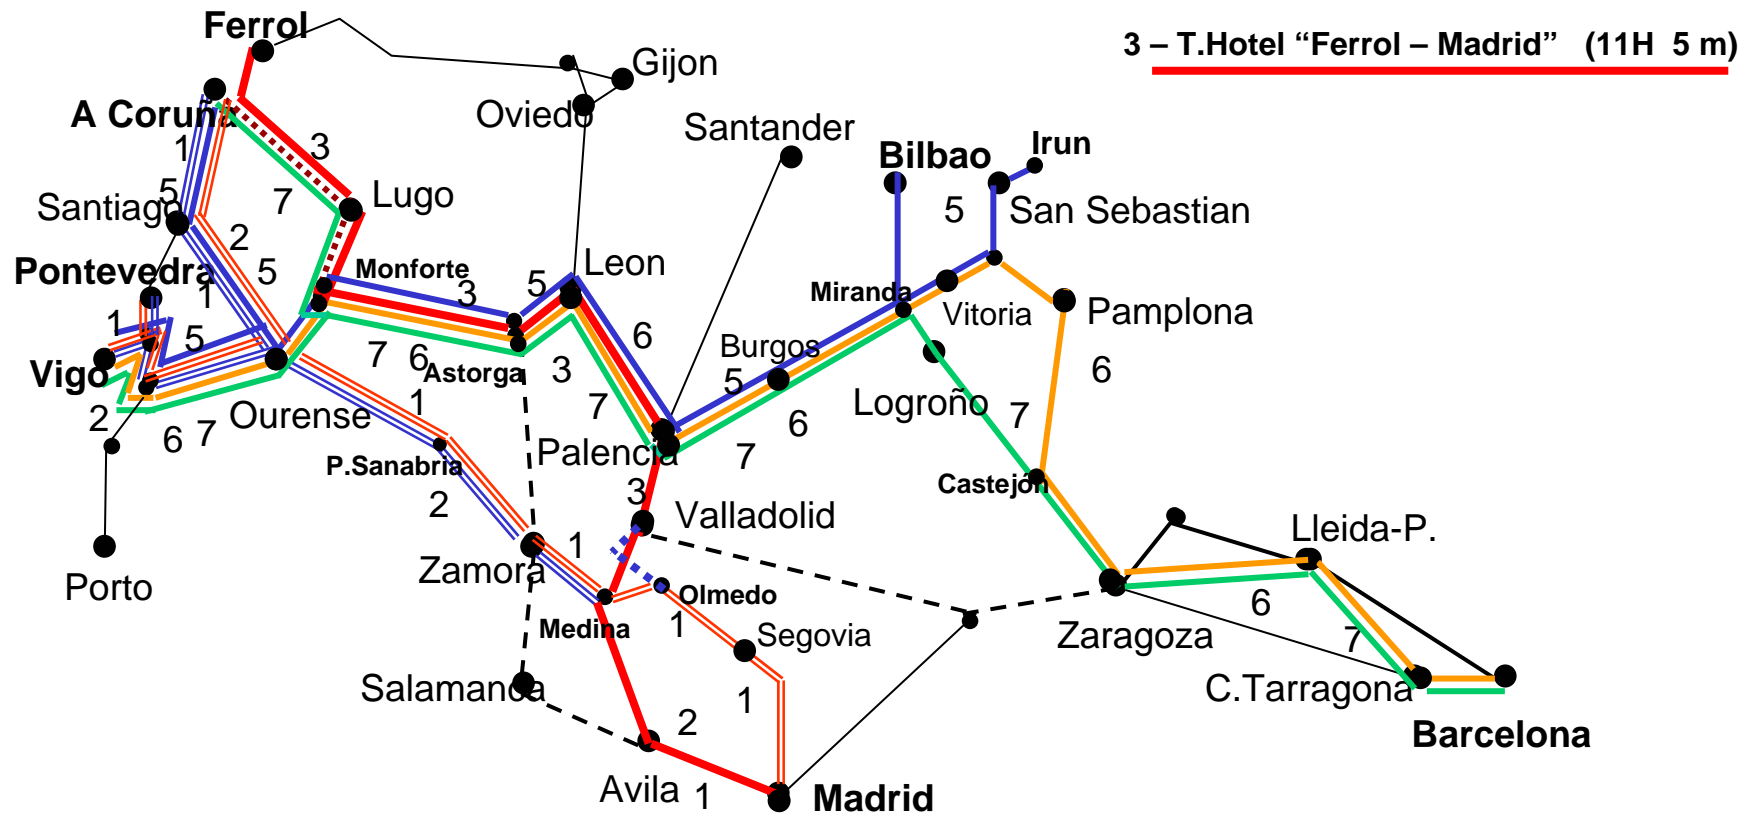 Ferrol
3 – T.Hotel “Ferrol – Madrid” (11H 5 m)
Gijon
A Coruña
Oviedo
Santander
1
3
Bilbao
Irun
5
7
Lugo
Santiago
5
San Sebastian
2
Pontevedra
5
Monforte
Leon
1
3
5
Miranda
Vitoria
Pamplona
1
5
6
Burgos
Vigo
7
6
Astorga
3
5
6
2
Ourense
1
7
Logroño
6
7
6
7
P.Sanabria
Palencia
7
2
3
Castejón
Valladolid
Lleida-P.
1
Zamora
Porto
Olmedo
6
Medina
1
Segovia
Zaragoza
7
Salamanca
1
C.Tarragona
2
Barcelona
Avila
1
Madrid